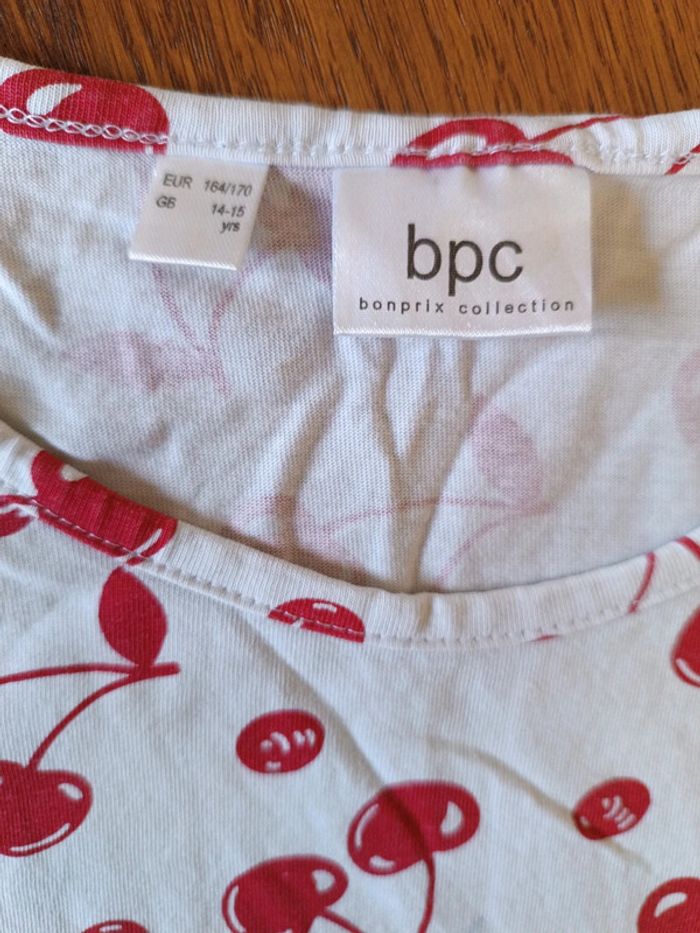 EUR 164/170
GB 14-15
yrs
bpc
bonprix collection